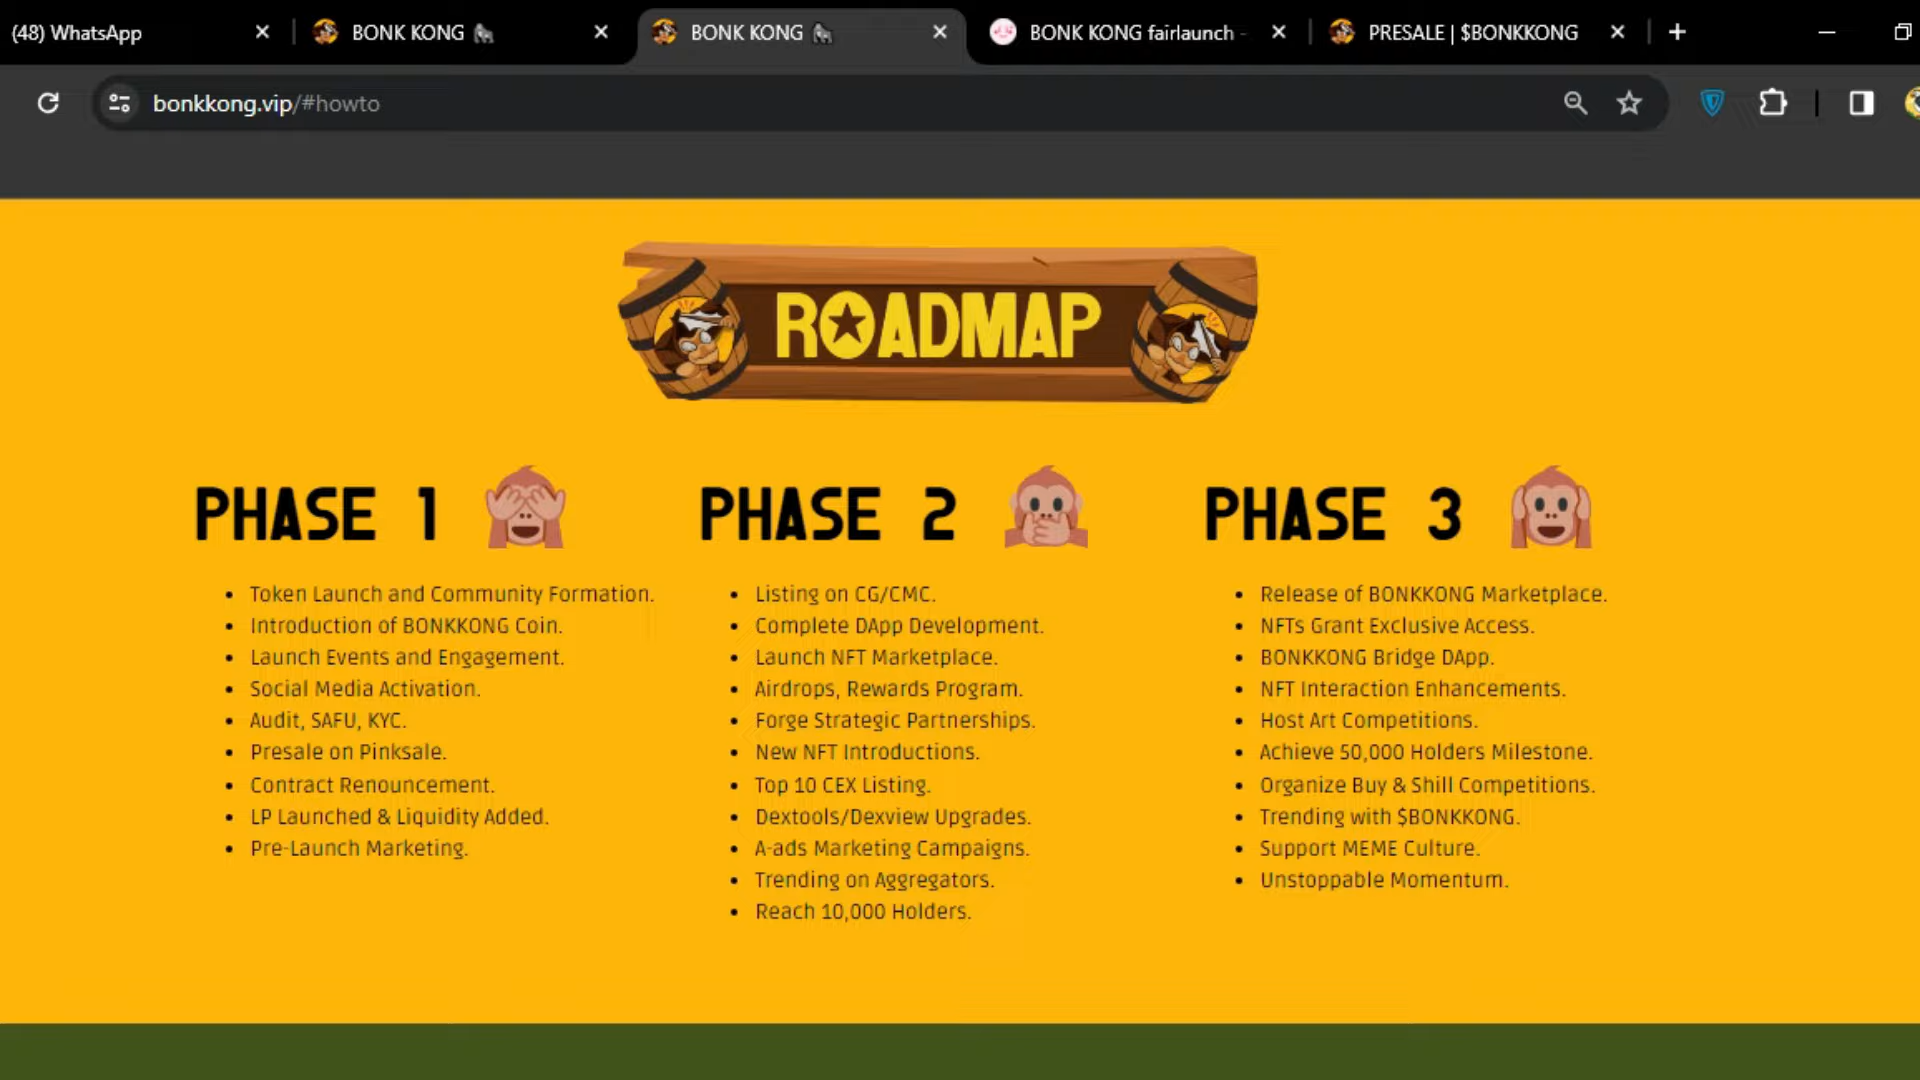 (48) WhatsApp
BONK KONG
BONK KONG
BONK KONG fairlaunch -
PRESALE | $BONKKONG
bonkkong.vip/#howto
ROADMAP
PHASE 1
Token Launch and Community Formation.
Introduction of BONKKONG Coin.
Launch Events and Engagement.
Social Media Activation.
Audit, SAFU, KYC.
Presale on Pinksale.
Contract Renouncement.
LP Launched & Liquidity Added.
Pre-Launch Marketing.
PHASE 2
Listing on CG/CMC.
Complete DApp Development.
Launch NFT Marketplace.
Airdrops, Rewards Program.
Forge Strategic Partnerships.
New NFT Introductions.
Top 10 CEX Listing.
Dextools/Dexview Upgrades.
A-ads Marketing Campaigns.
Trending on Aggregators.
Reach 10,000 Holders.
PHASE 3
Release of BONKKONG Marketplace.
NFTs Grant Exclusive Access.
BONKKONG Bridge DApp.
NFT Interaction Enhancements.
Host Art Competitions.
Achieve 50,000 Holders Milestone.
Organize Buy & Shill Competitions.
Trending with $BONKKONG.
Support MEME Culture.
Unstoppable Momentum.